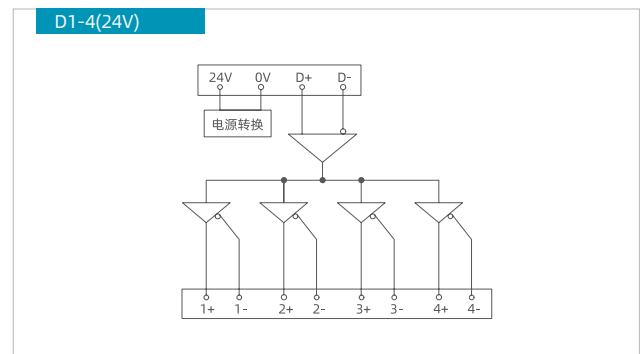 D1-4(24V)
24V 0V D+ D-
电源转换
1+ 1- 2+ 2- 3+ 3- 4+ 4-